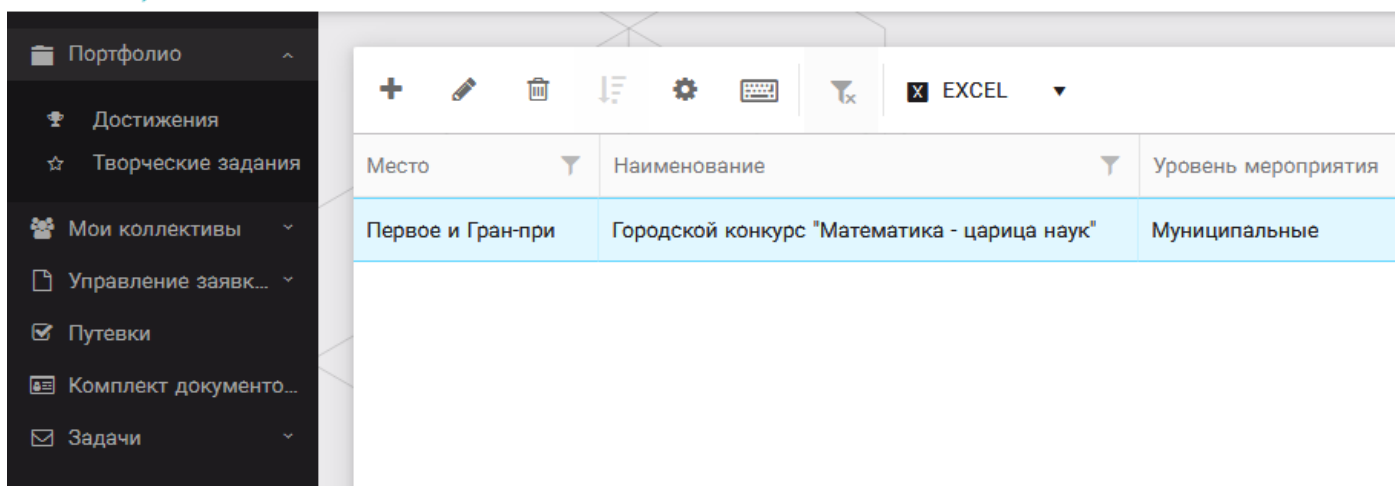 Портфолио
Достижения
Творческие задания
Мои коллективы
Управление заявк...
Путевки
Комплект документо...
Задачи
EXCEL
Место Наименование Уровень мероприятия
Первое и Гран-при Городской конкурс "Математика - царица наук" Муниципальные